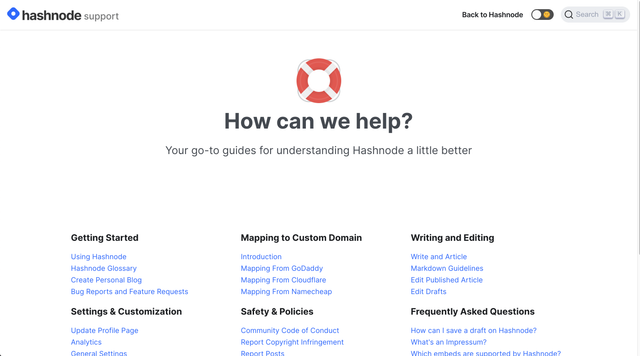 hashnode support
Back to Hashnode
Search ⌘ K
How can we help?
Your go-to guides for understanding Hashnode a little better
Getting Started
Using Hashnode
Hashnode Glossary
Create Personal Blog
Bug Reports and Feature Requests
Mapping to Custom Domain
Introduction
Mapping From GoDaddy
Mapping From Cloudflare
Mapping From Namecheap
Writing and Editing
Write and Article
Markdown Guidelines
Edit Published Article
Edit Drafts
Settings & Customization
Update Profile Page
Analytics
General Settings
Safety & Policies
Community Code of Conduct
Report Copyright Infringement
Report Posts
Frequently Asked Questions
How can I save a draft on Hashnode?
What's an Impressum?
Which embeds are supported by Hashnode?